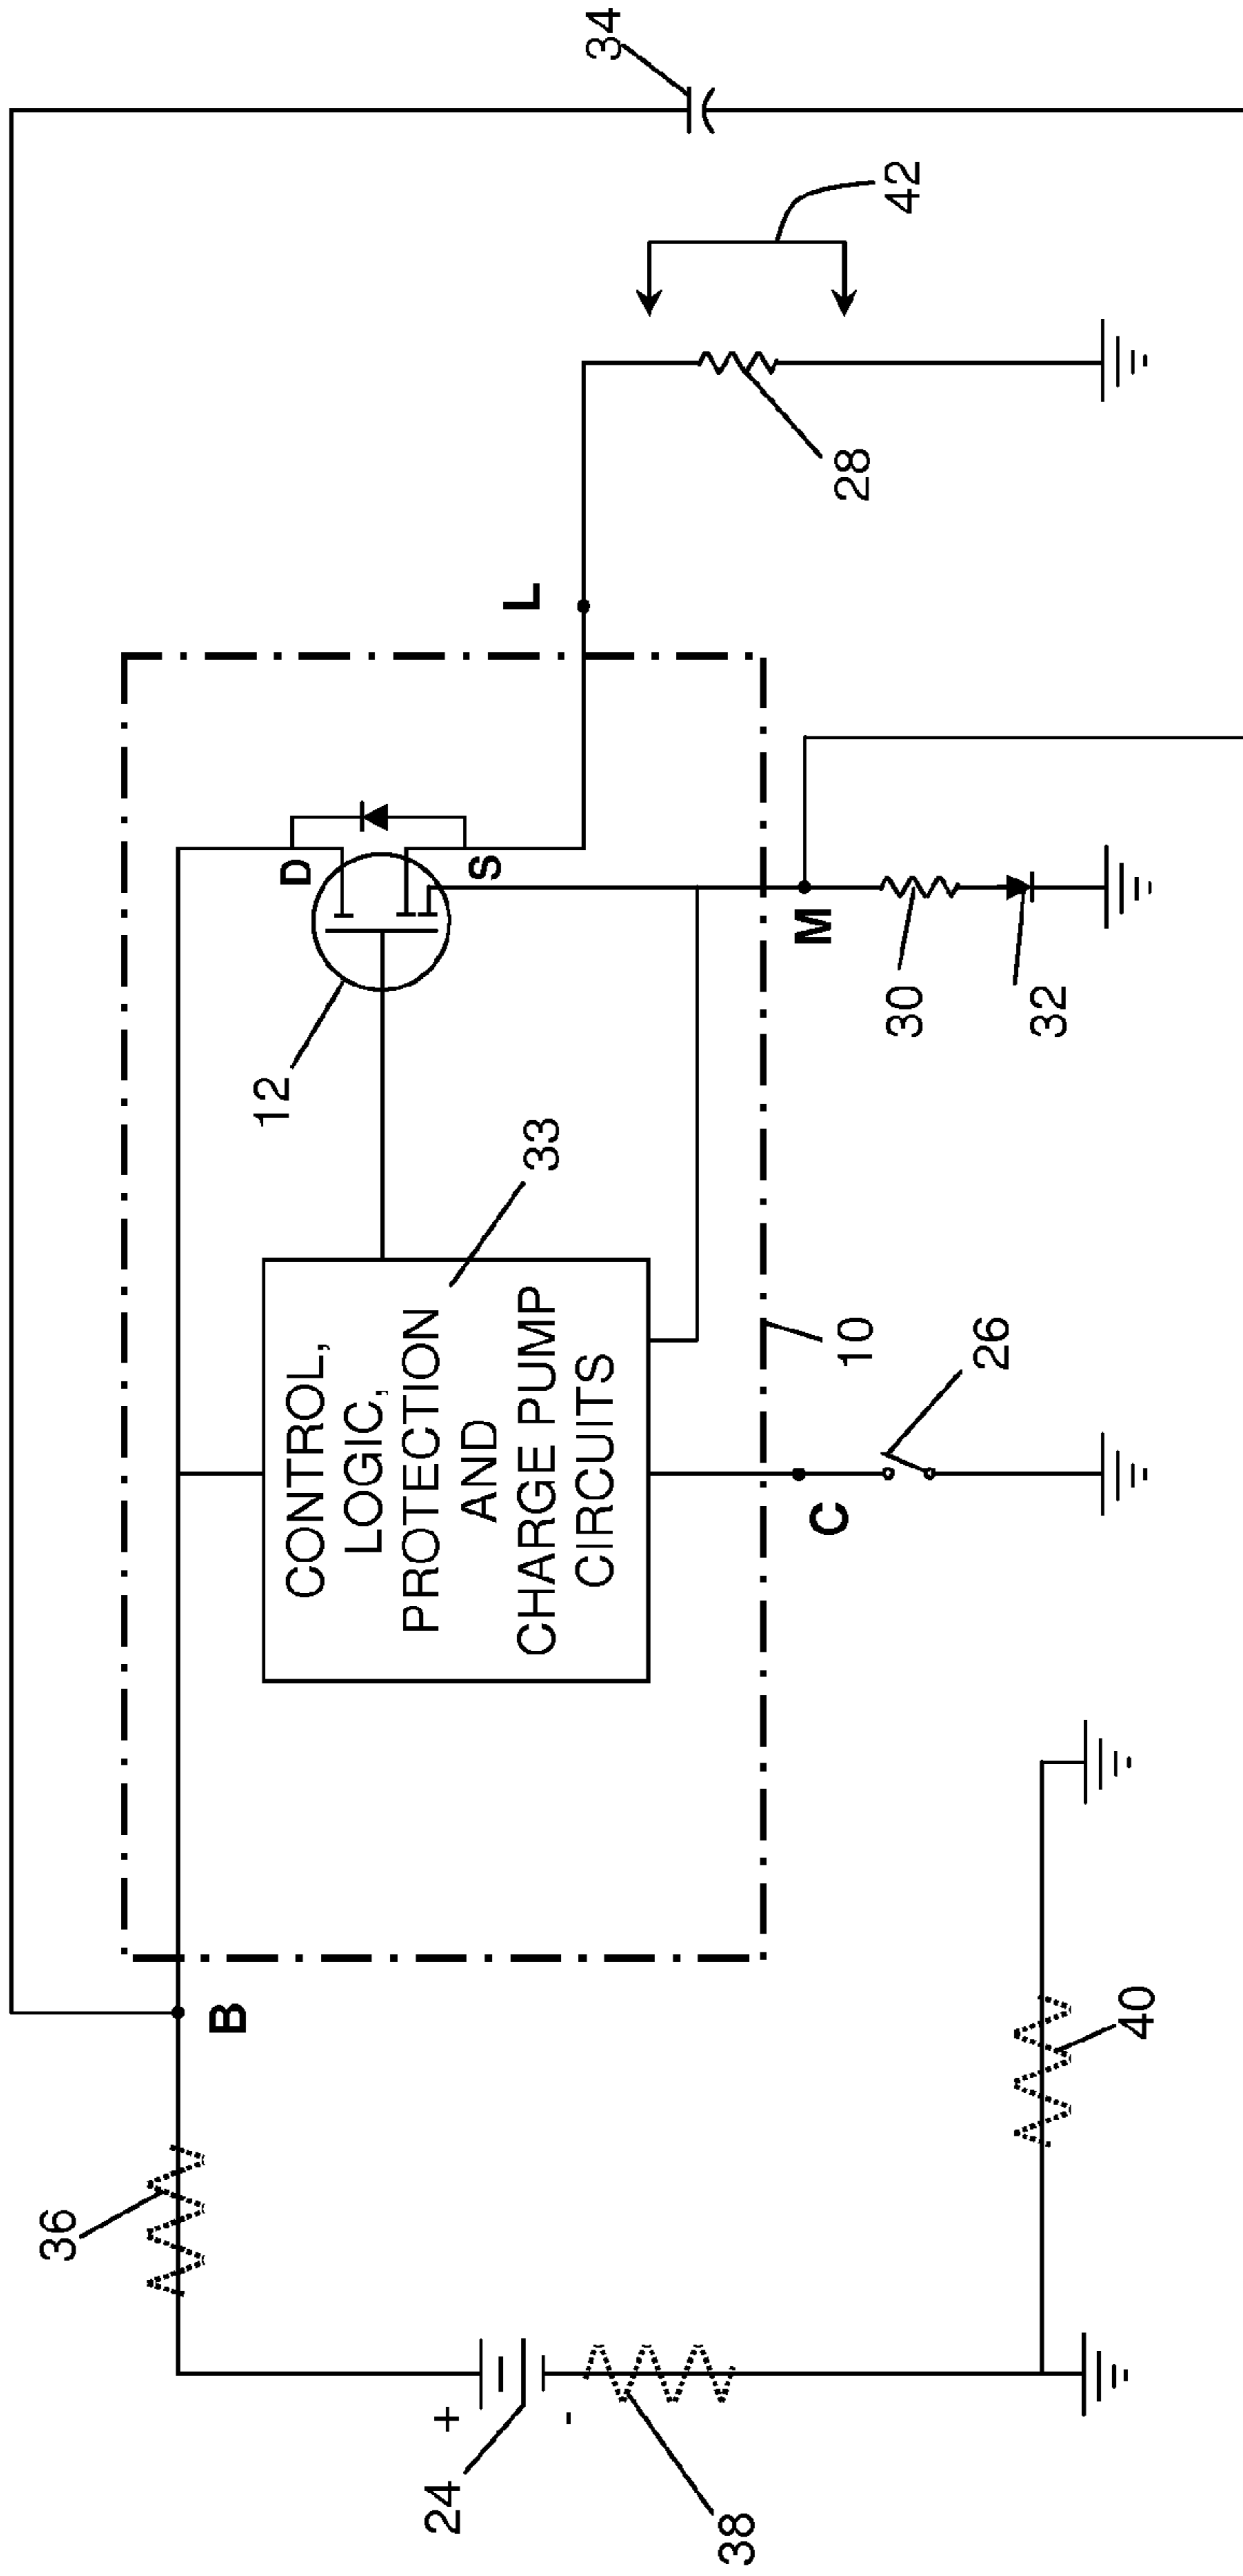 34
42
28
L
D
S
12
M
30
32
33
CONTROL,
LOGIC,
PROTECTION
AND
CHARGE PUMP
CIRCUITS
10
26
C
B
40
36
+
-
24
38